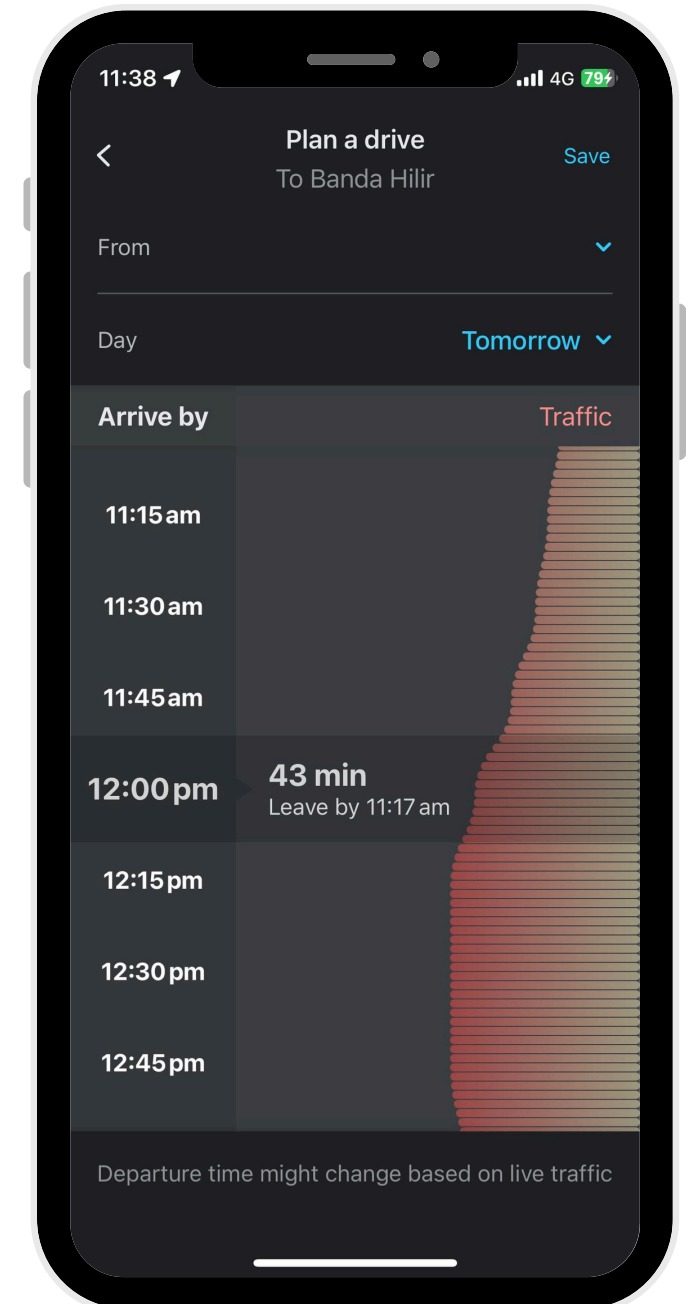 11:38 4G 79
Plan a drive
To Banda Hilir
Save
From
Day Tomorrow
Arrive by Traffic
11:15 am
11:30 am
11:45 am
12:00 pm
43 min
Leave by 11:17 am
12:15 pm
12:30 pm
12:45 pm
Departure time might change based on live traffic